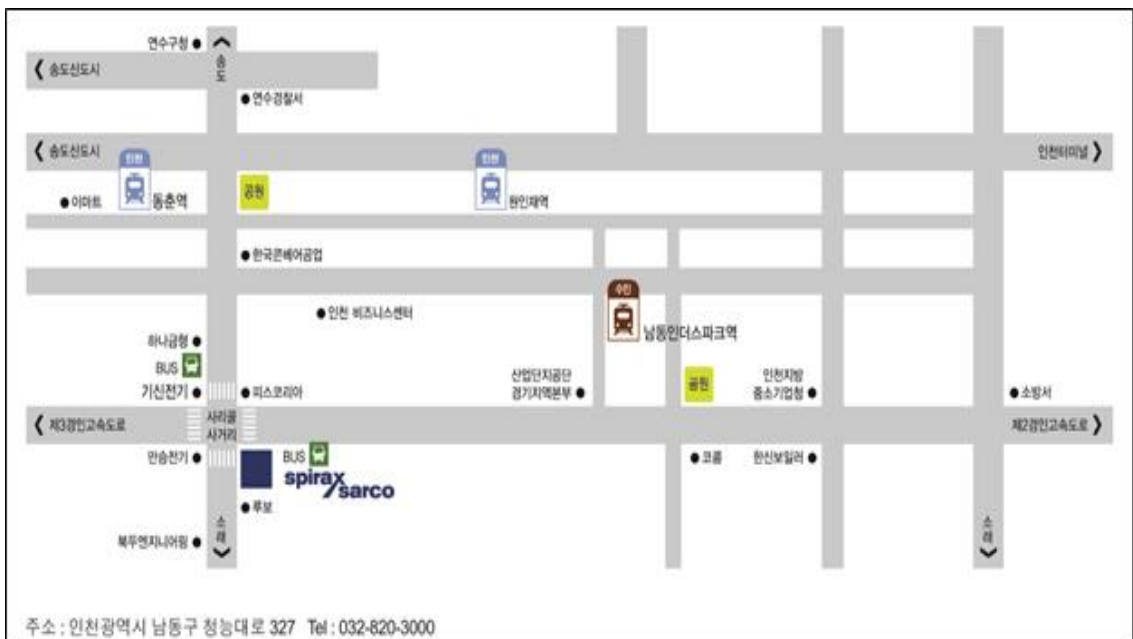 연수구청
송도
송도신도시
연수경찰서
송도신도시
인천터미널
인천
인천
이마트
동춘역
공원
원인재역
한국콘베어공업
수인
인천 비즈니스센터
남동인더스파크역
하나금형
BUS
산업단지공단
경기지역본부
공원
인천지방
중소기업청
기신전기
피스코리아
소방서
제3경인고속도로
사리울
사거리
제2경인고속도로
만승전기
BUS
spirax
sarco
코롬
한신보일러
루보
소래
소래
북두엔지니어링
주소 : 인천광역시 남동구 청능대로 327 Tel : 032-820-3000